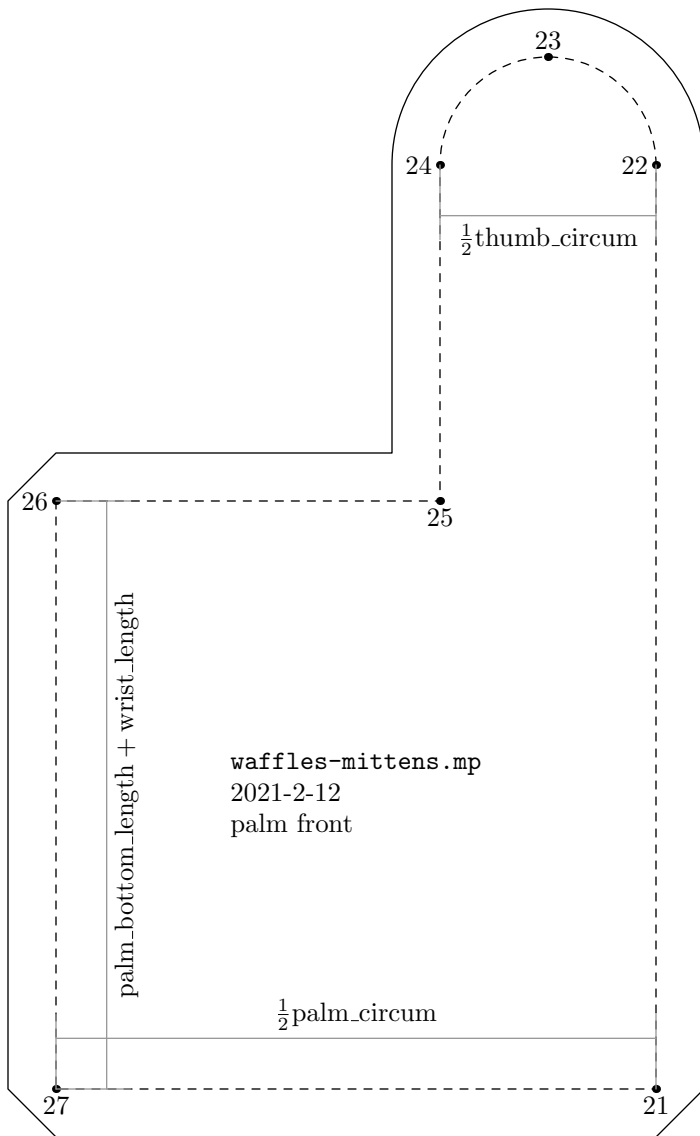 23
24
22
½thumb_circum
26
25
palm_bottom_length + wrist_length
waffles-mittens.mp
2021-2-12
palm front
½palm_circum
27
21